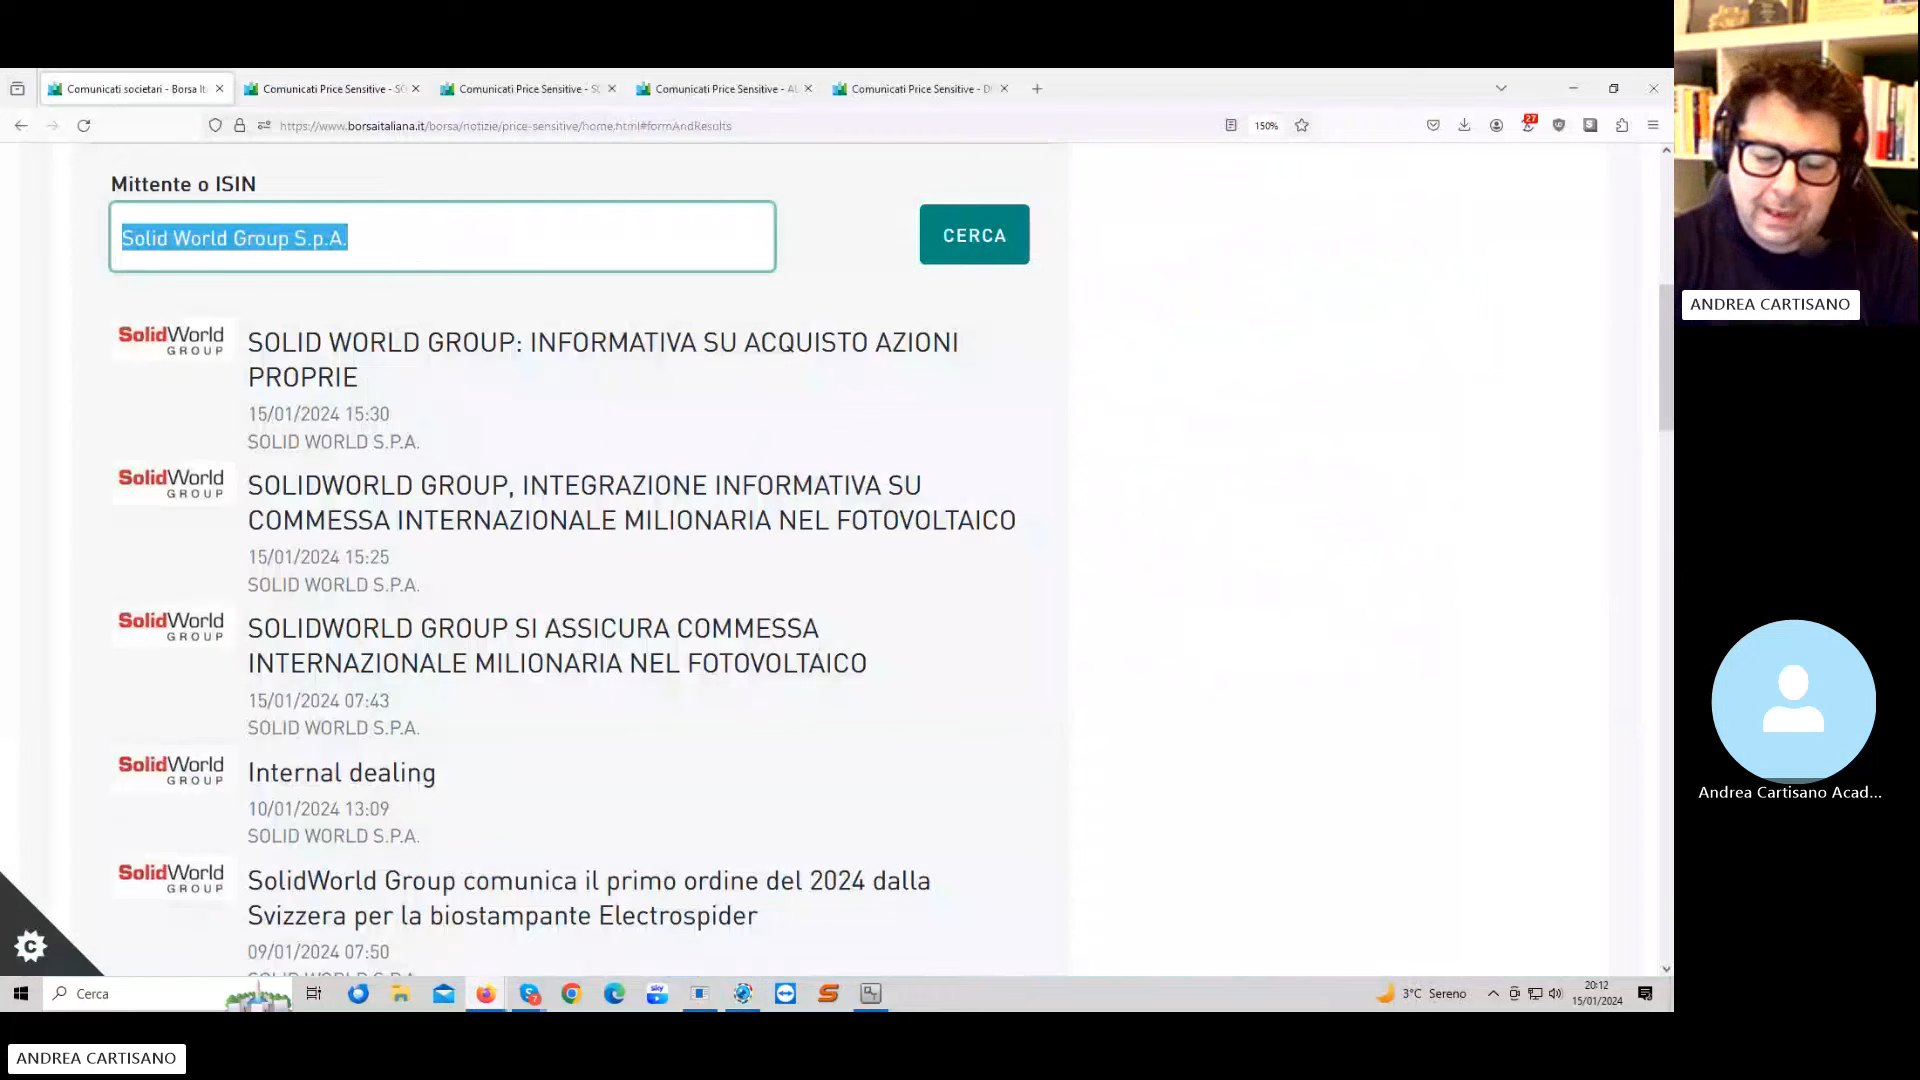 Comunicati societari - Borsa It
Comunicati Price Sensitive - SO
Comunicati Price Sensitive -
Comunicati Price Sensitive - AL
Comunicati Price Sensitive -
https://www.borsaitaliana.it/borsa/notizie/price-sensitive/home.html#formAndResults
150%
27
Mittente o ISIN
Solid World Group S.p.A.
CERCA
SolidWorld
GROUP
SOLID WORLD GROUP: INFORMATIVA SU ACQUISTO AZIONI
PROPRIE
15/01/2024 15:30
SOLID WORLD S.P.A.
SolidWorld
GROUP
SOLIDWORLD GROUP, INTEGRAZIONE INFORMATIVA SU
COMMESSA INTERNAZIONALE MILIONARIA NEL FOTOVOLTAICO
15/01/2024 15:25
SOLID WORLD S.P.A.
SolidWorld
GROUP
SOLIDWORLD GROUP SI ASSICURA COMMESSA
INTERNAZIONALE MILIONARIA NEL FOTOVOLTAICO
15/01/2024 07:43
SOLID WORLD S.P.A.
SolidWorld
GROUP
Internal dealing
10/01/2024 13:09
SOLID WORLD S.P.A.
SolidWorld
GROUP
SolidWorld Group comunica il primo ordine del 2024 dalla
Svizzera per la biostampante Electrospider
09/01/2024 07:50
SOLID WORLD S.P.A.
Cerca
sky
7
3°C Sereno
20:12
15/01/2024
ANDREA CARTISANO
Andrea Cartisano Acad...
ANDREA CARTISANO